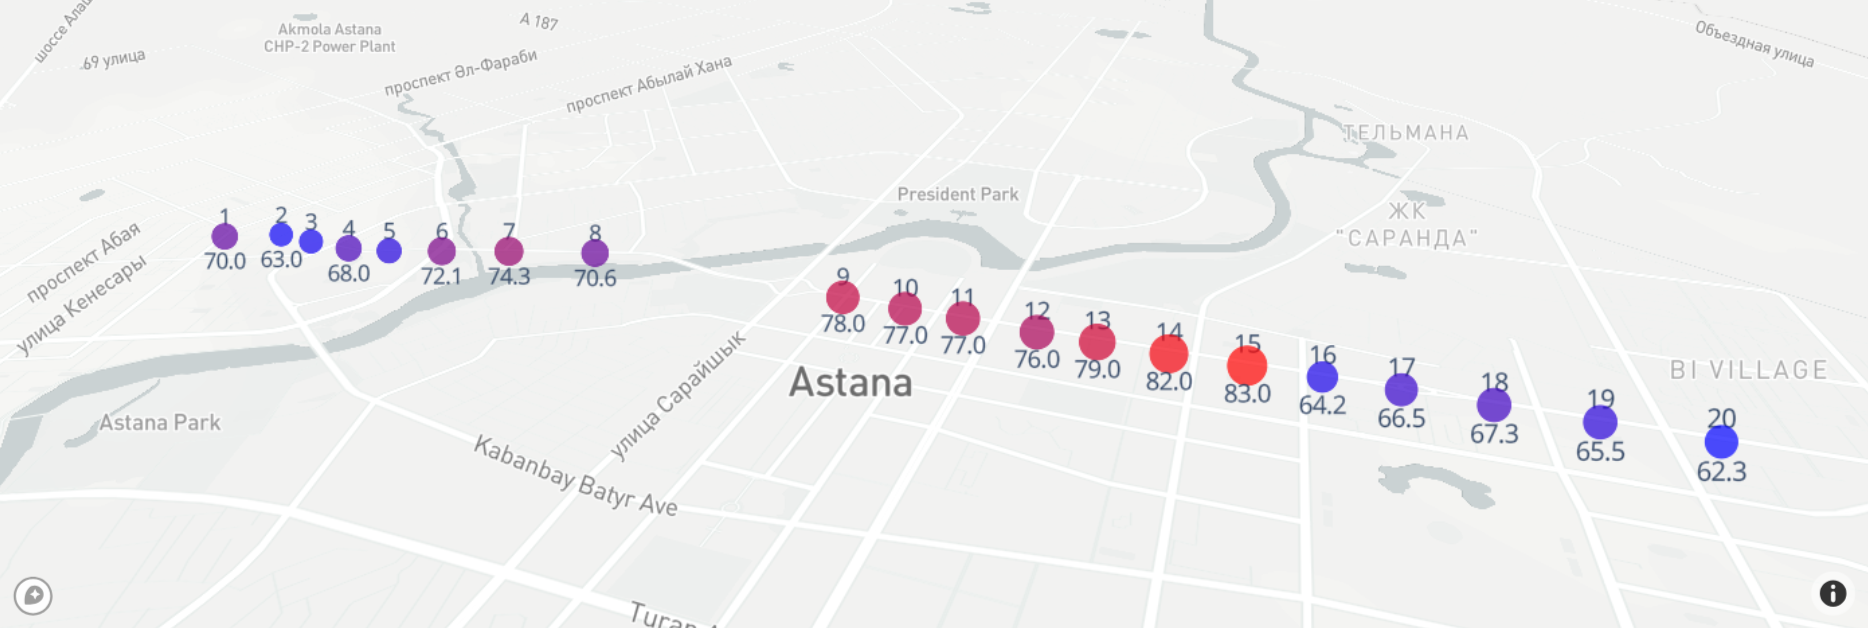 шоссе Алаш
69 улица
Akmola Astana
CHP-2 Power Plant
A 187
проспект Әл-Фараби
проспект Абылай Хана
Объездная улица
ТЕЛЬМАНА
President Park
ЖК
"САРАНДА"
проспект Абая
улица Кенесары
1
70.0
2
63.0
3
4
68.0
5
6
72.1
7
74.3
8
70.6
9
78.0
10
77.0
11
77.0
12
76.0
13
79.0
14
82.0
15
83.0
16
64.2
17
66.5
18
67.3
19
65.5
20
62.3
BI VILLAGE
Astana
улица Сарайшык
Astana Park
Kabanbay Batyr Ave
Turan